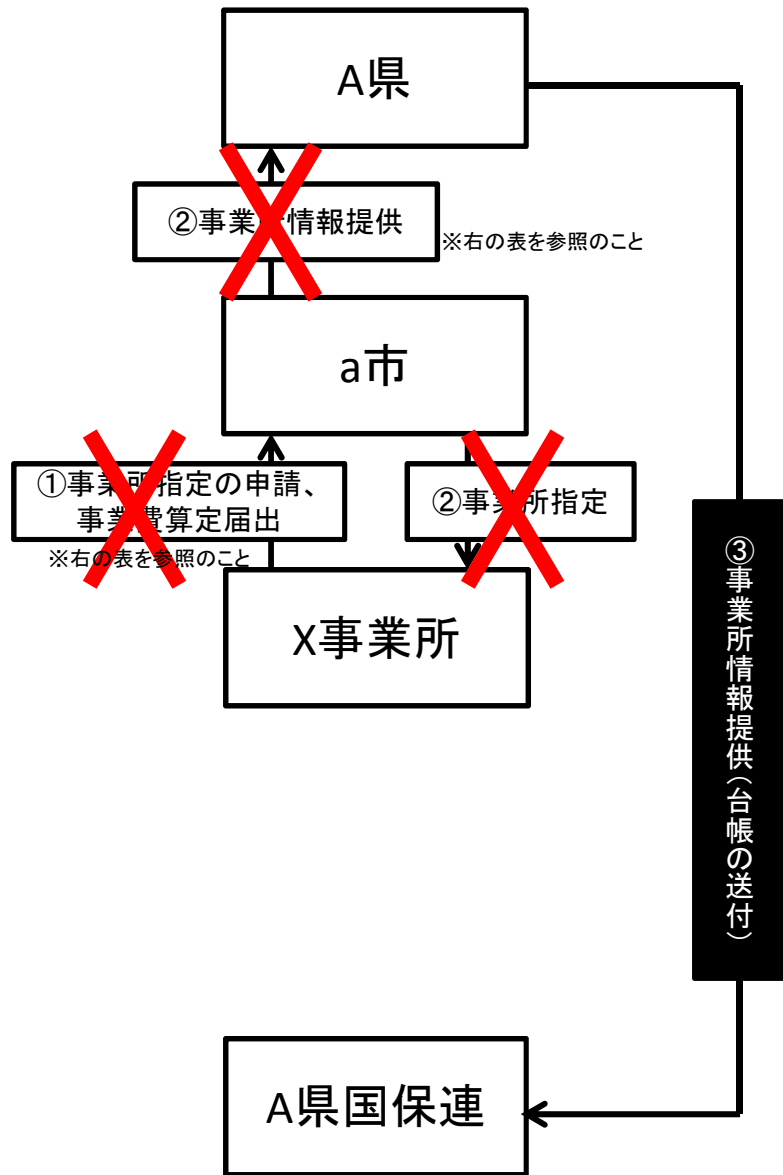 A県
②事業所情報提供
※右の表を参照のこと
a市
①事業所指定の申請、
事業費算定届出
※右の表を参照のこと
②事業所指定
X事業所
③事業所情報提供(台帳の送付)
A県国保連